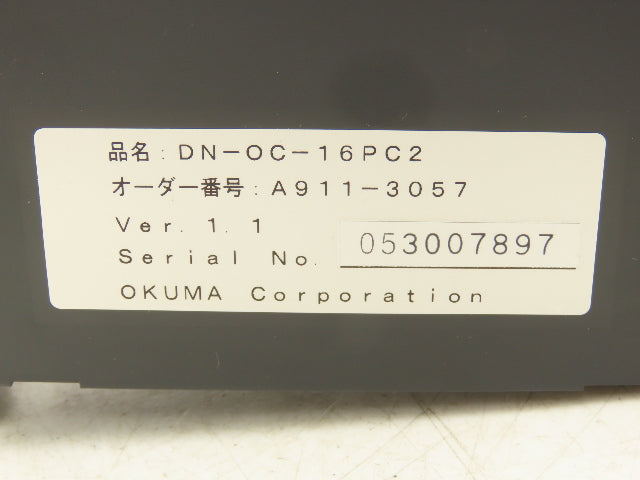 品名：DN－OC－16PC2
オーダー番号：A911－3057
Ver. 1. 1
Serial No. 053007897
OKUMA Corporation